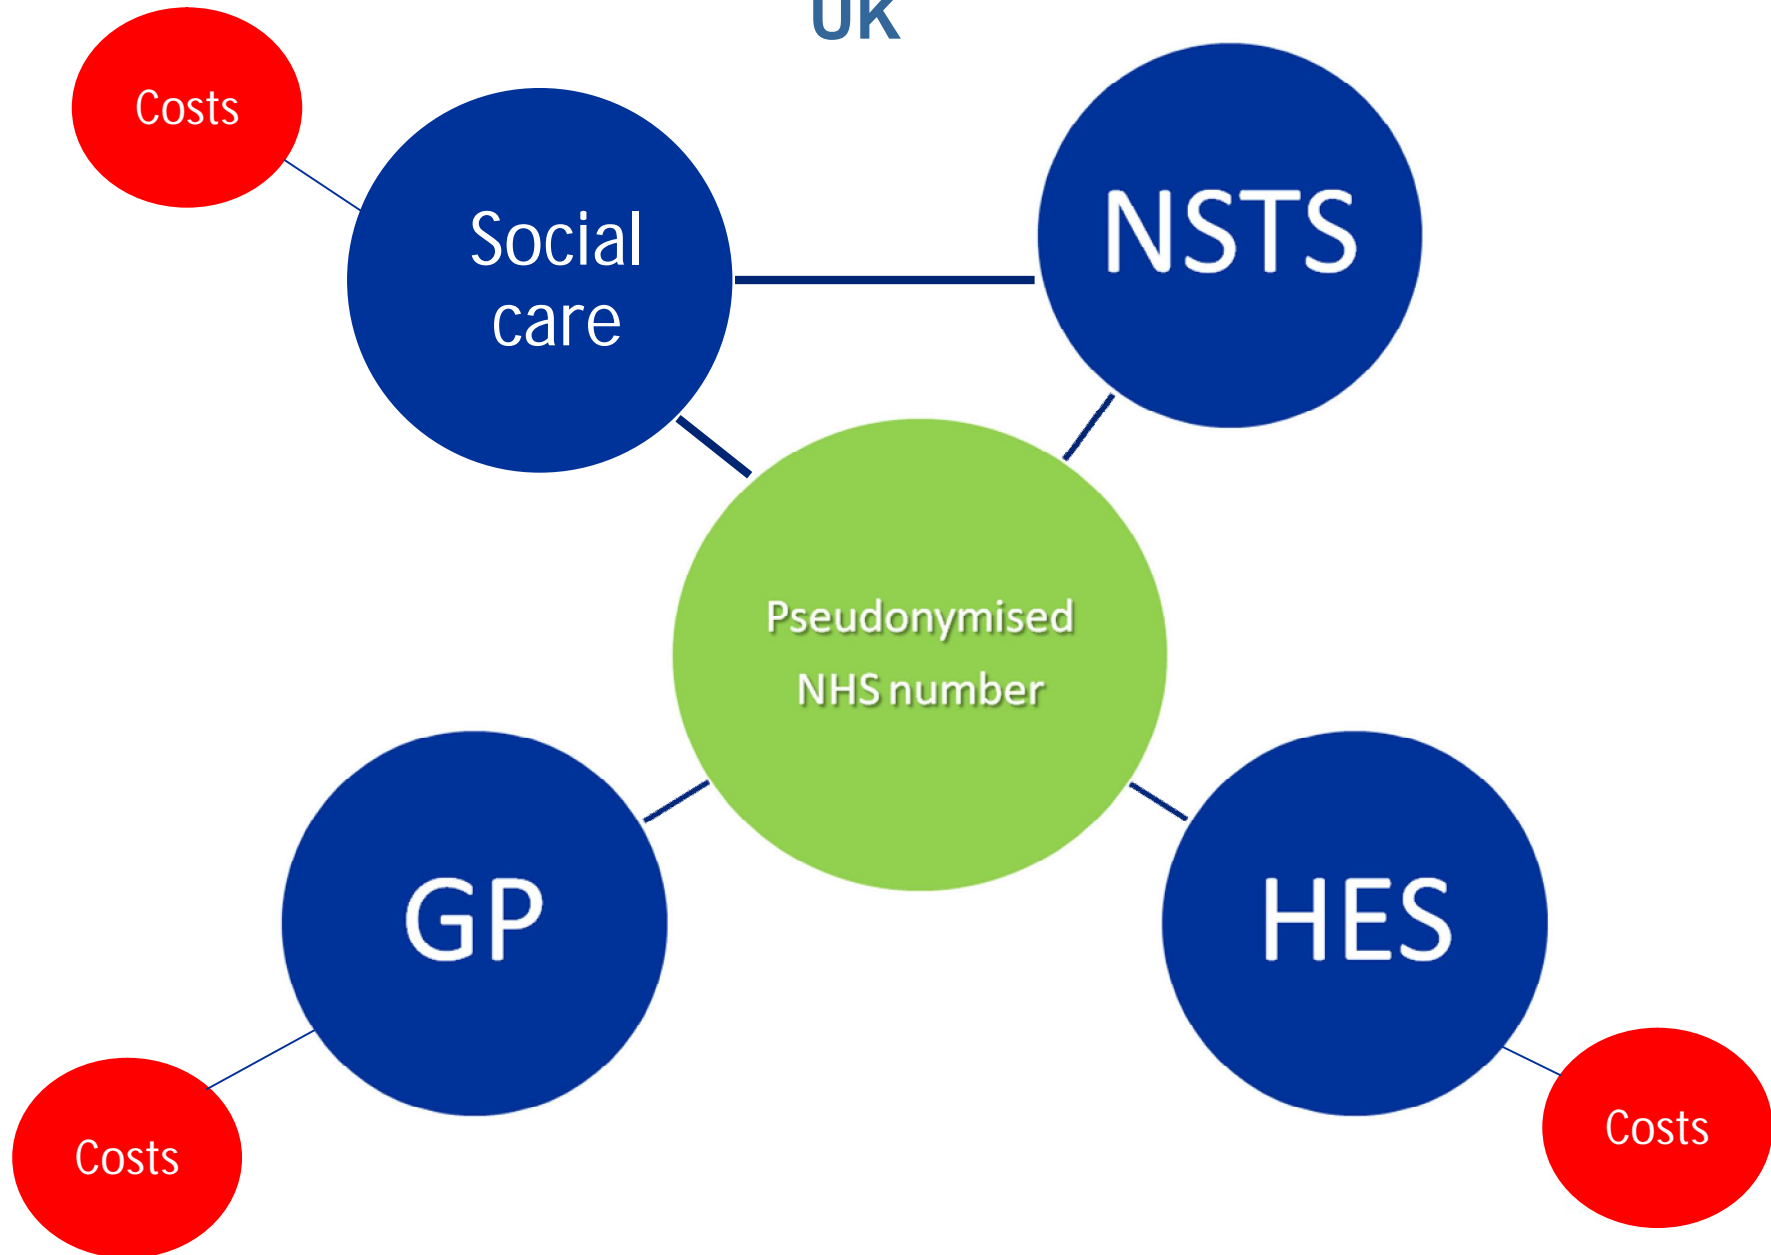 UK
Costs
Social
care
NSTS
Pseudonymised
NHS number
GP
HES
Costs
Costs